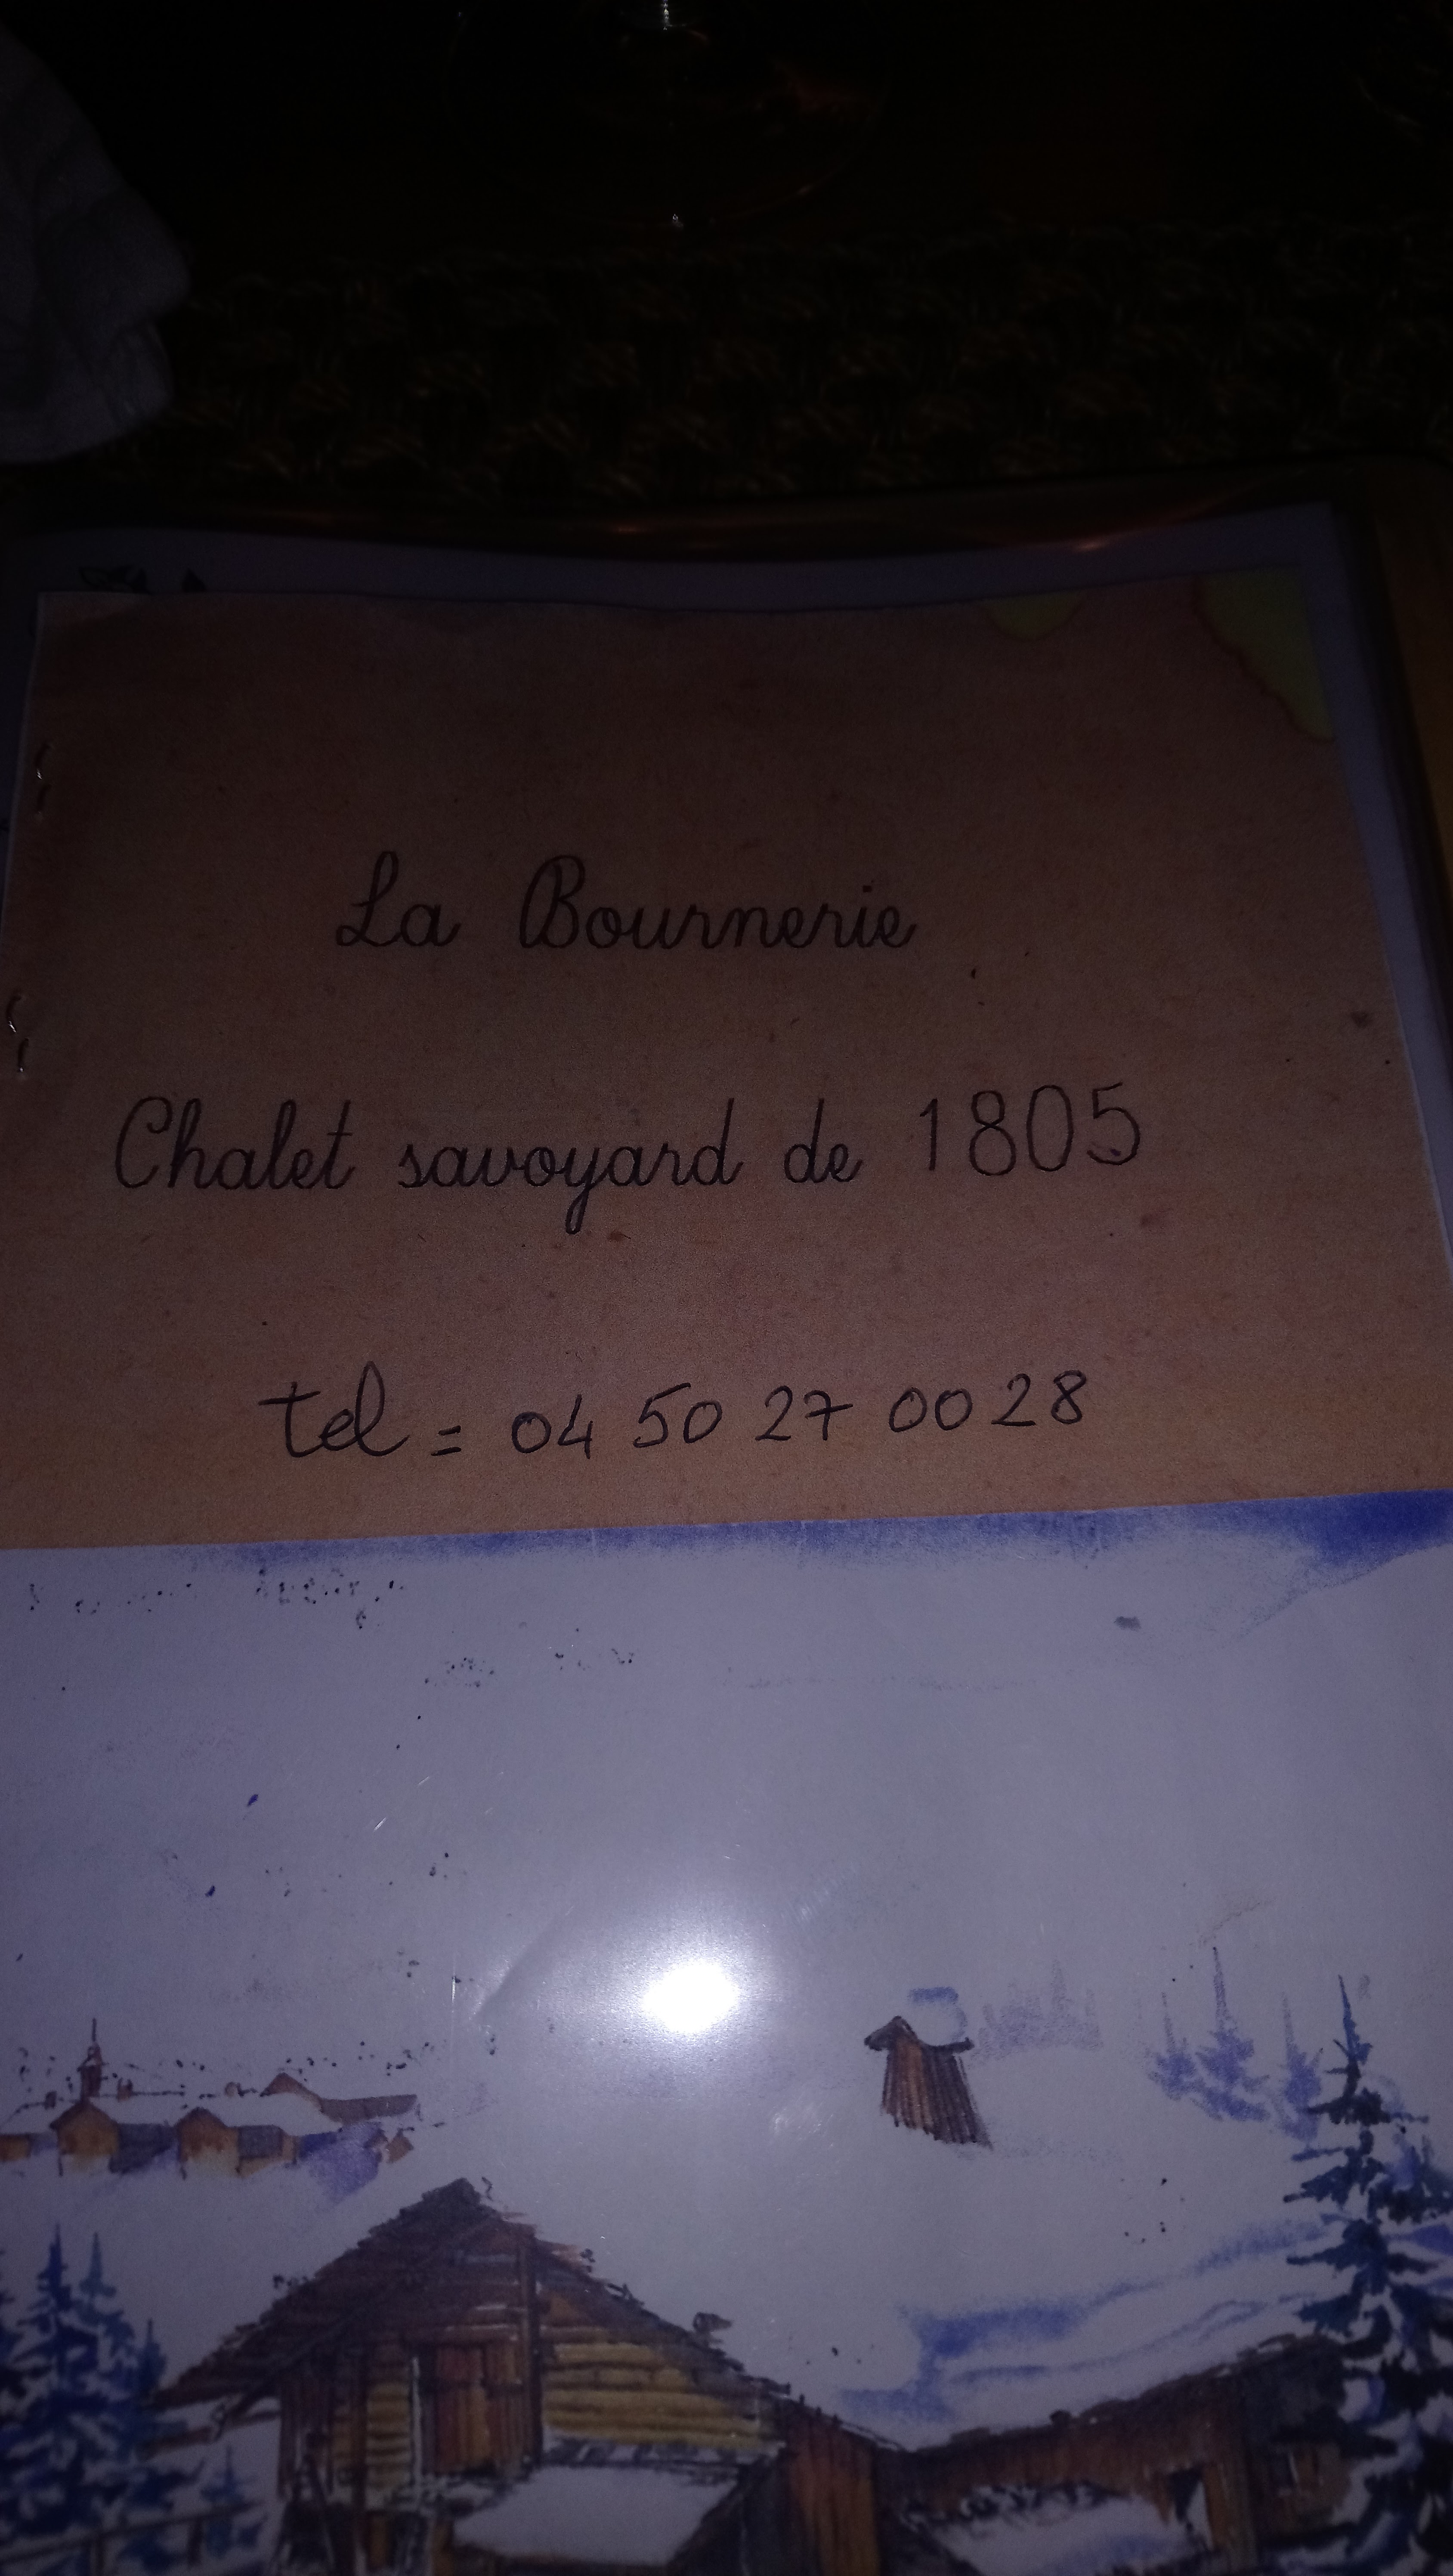 La Bournerie
Chalet savoyard de 1805
tel = 04 50 27 00 28